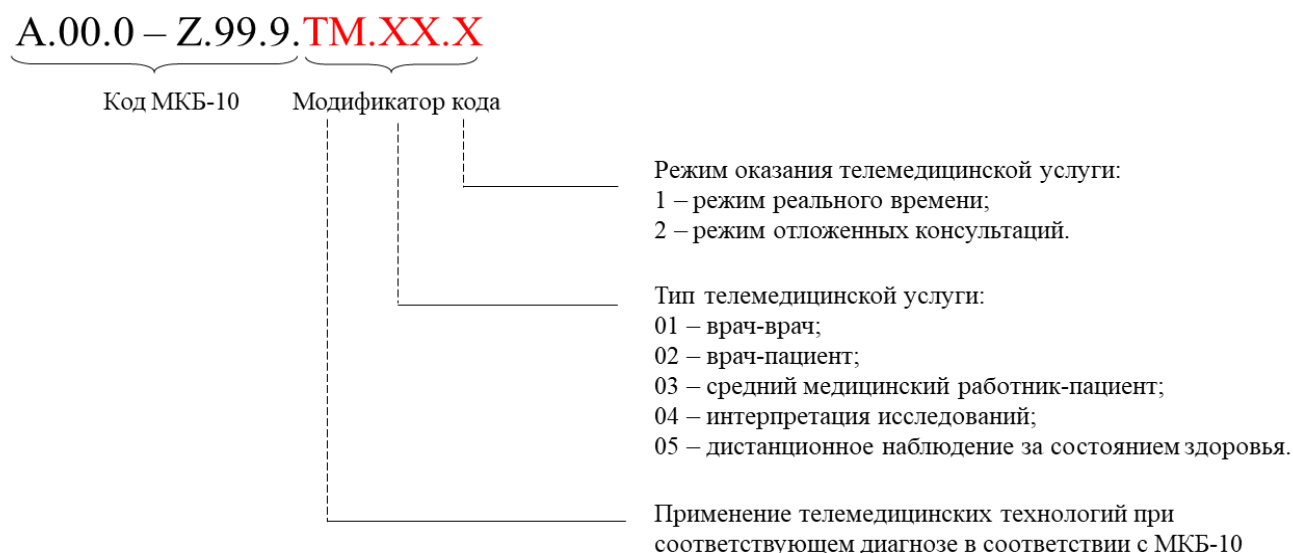 A.00.0 – Z.99.9.TM.XX.X
Код МКБ-10
Модификатор кода
Режим оказания телемедицинской услуги:
1 – режим реального времени;
2 – режим отложенных консультаций.
Тип телемедицинской услуги:
01 – врач-врач;
02 – врач-пациент;
03 – средний медицинский работник-пациент;
04 – интерпретация исследований;
05 – дистанционное наблюдение за состоянием здоровья.
Применение телемедицинских технологий при
соответствующем диагнозе в соответствии с МКБ-10